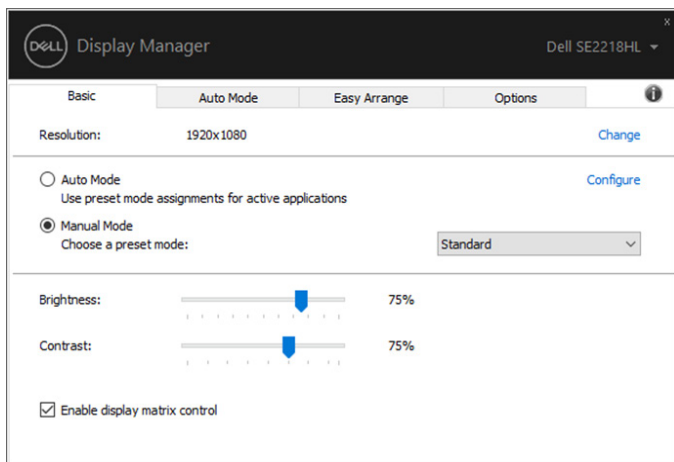 x
DELL Display Manager Dell SE2218HL
Basic Auto Mode Easy Arrange Options i
Resolution: 1920x1080 Change
Auto Mode Configure
Use preset mode assignments for active applications
Manual Mode
Choose a preset mode: Standard
Brightness: 75%
Contrast: 75%
Enable display matrix control